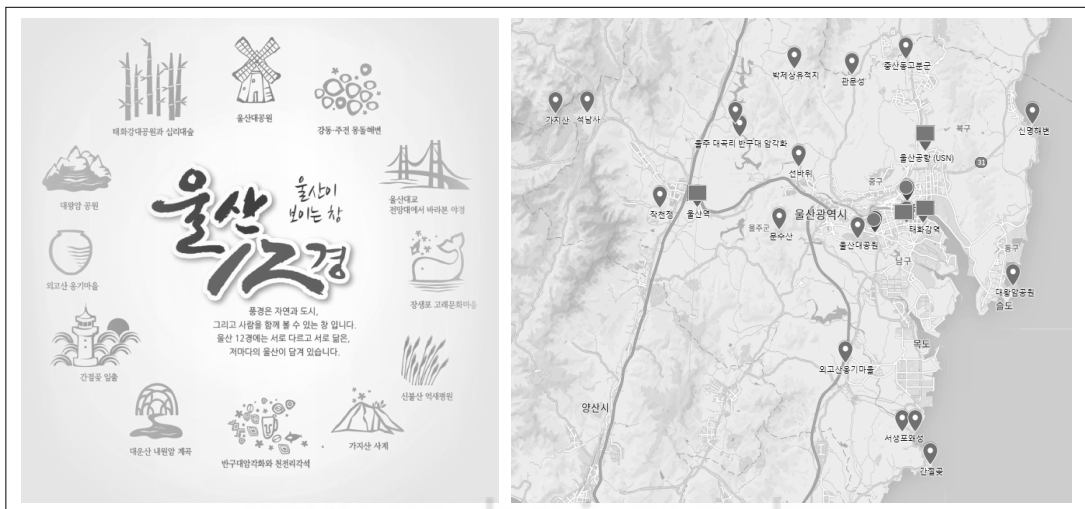 태화강대공원과 십리대숲
울산대공원
강동·주전 몽돌해변
대왕암 공원
울산대교
전망대에서 바라본 야경
외고산 옹기마을
장생포 고래문화마을
간절곶 일출
신불산 억새평원
대운산 내원암 계곡
반구대암각화와 천전리각석
가지산 사계
울산
12경
울산이
보이는 창
풍경은 자연과 도시,
그리고 사람을 함께 볼 수 있는 창 입니다.
울산 12경에는 서로 다르고 서로 닮은,
저마다의 울산이 담겨 있습니다.
박제상유적지
관문성
중산동고분군
가지산
석남사
울주 대곡리 반구대 암각화
북구
신명해변
울산공항 (USN)
31
선바위
중구
작천정
울산역
울산광역시
울주군
문수산
울산대공원
태화강역
남구
동구
대왕암공원
슬도
목도
외고산옹기마을
양산시
서생포왜성
간절곶